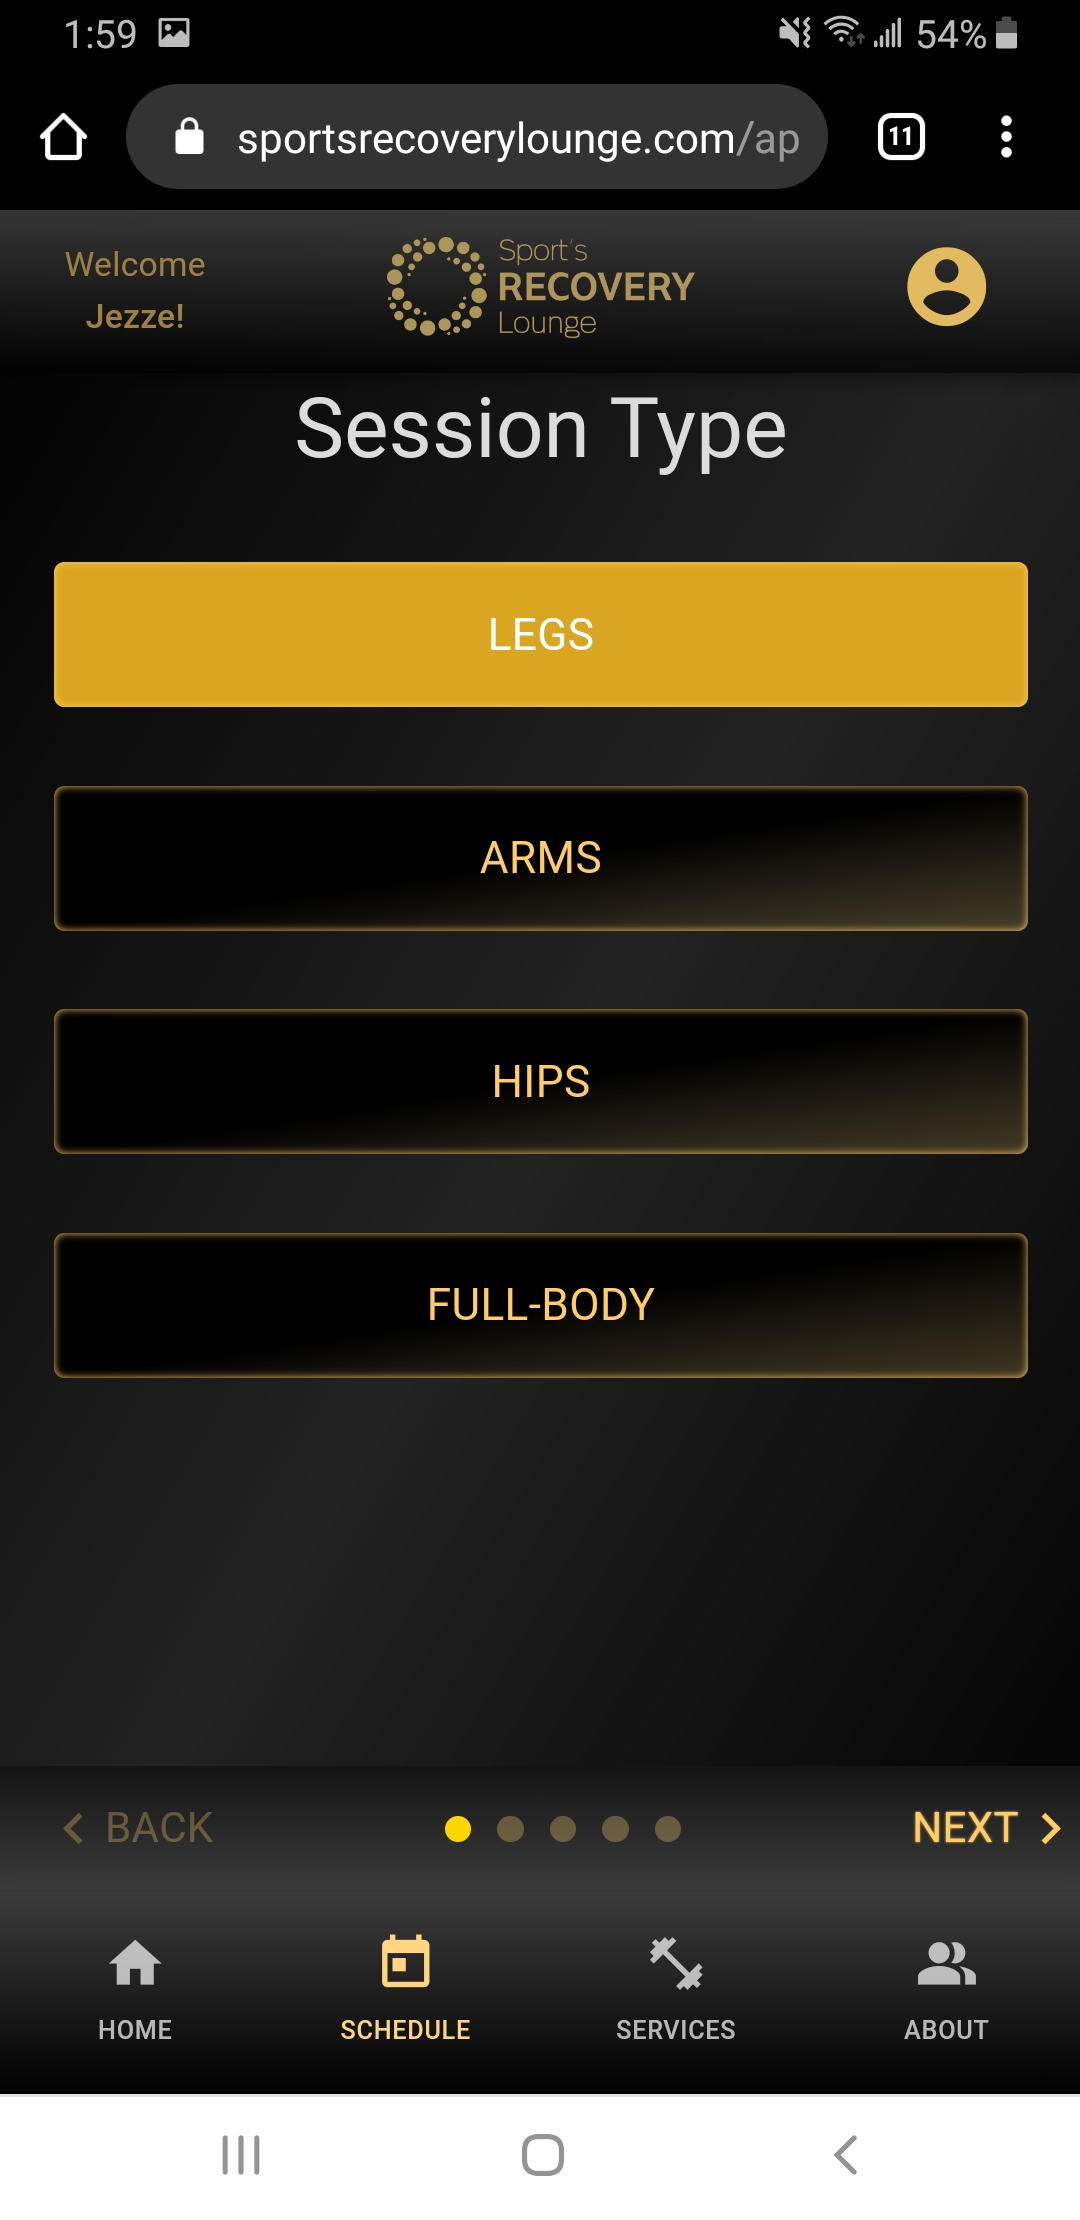 1:59
54%
sportsrecoverylounge.com/ap
11
Welcome
Jezze!
Sport's
RECOVERY
Lounge
Session Type
LEGS
ARMS
HIPS
FULL-BODY
BACK
NEXT
HOME
SCHEDULE
SERVICES
ABOUT